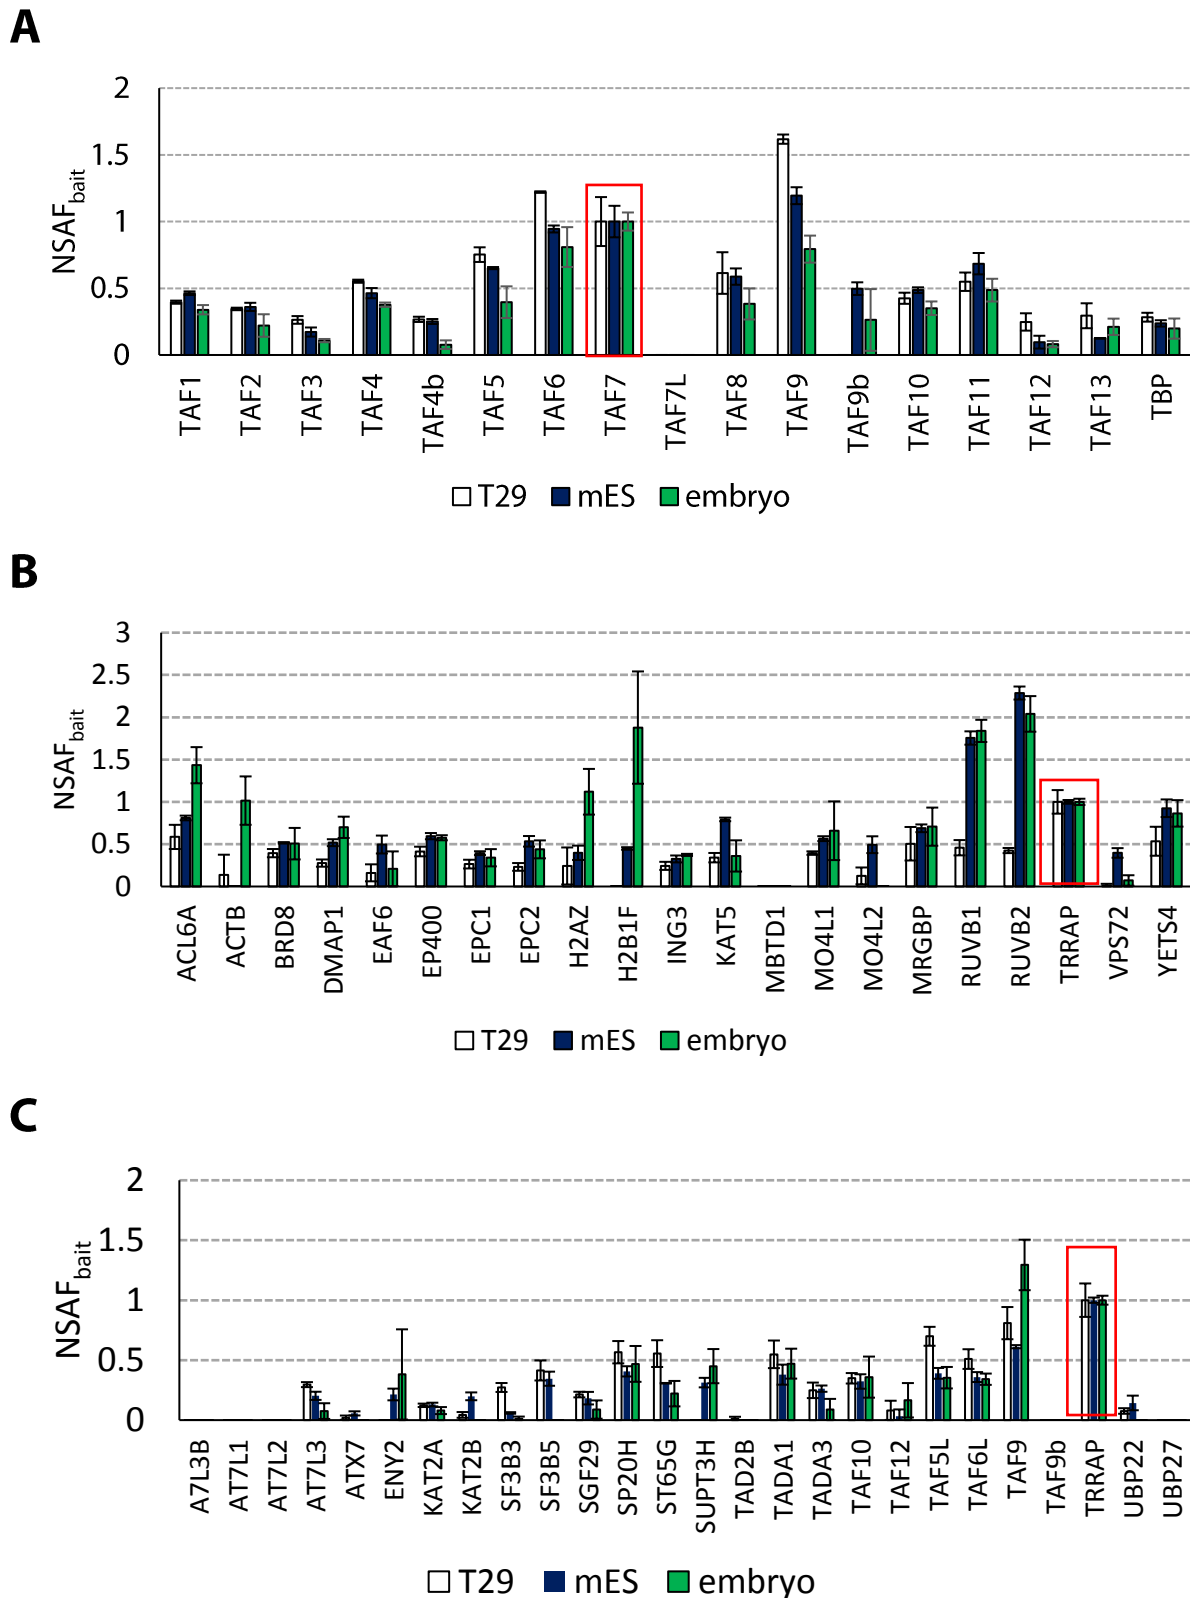 A
2
1.5
1
0.5
0
NSAFbait
TAF1 TAF2 TAF3 TAF4 TAF4b TAF5 TAF6 TAF7 TAF7L TAF8 TAF9 TAF9b TAF10 TAF11 TAF12 TAF13 TBP
T29 mES embryo
B
3
2.5
2
1.5
1
0.5
0
NSAFbait
ACL6A ACTB BRD8 DMAP1 EAF6 EP400 EPC1 EPC2 H2AZ H2B1F ING3 KAT5 MBTD1 MO4L1 MO4L2 MRGBP RUVB1 RUVB2 TRRAP VPS72 YETS4
T29 mES embryo
C
2
1.5
1
0.5
0
NSAFbait
A7L3B AT7L1 AT7L2 AT7L3 ATX7 ENY2 KAT2A KAT2B SF3B3 SF3B5 SGF29 SP20H ST65G SUPT3H TAD2B TADA1 TADA3 TAF10 TAF12 TAF5L TAF6L TAF9 TAF9b TRRAP UBP22 UBP27
T29 mES embryo